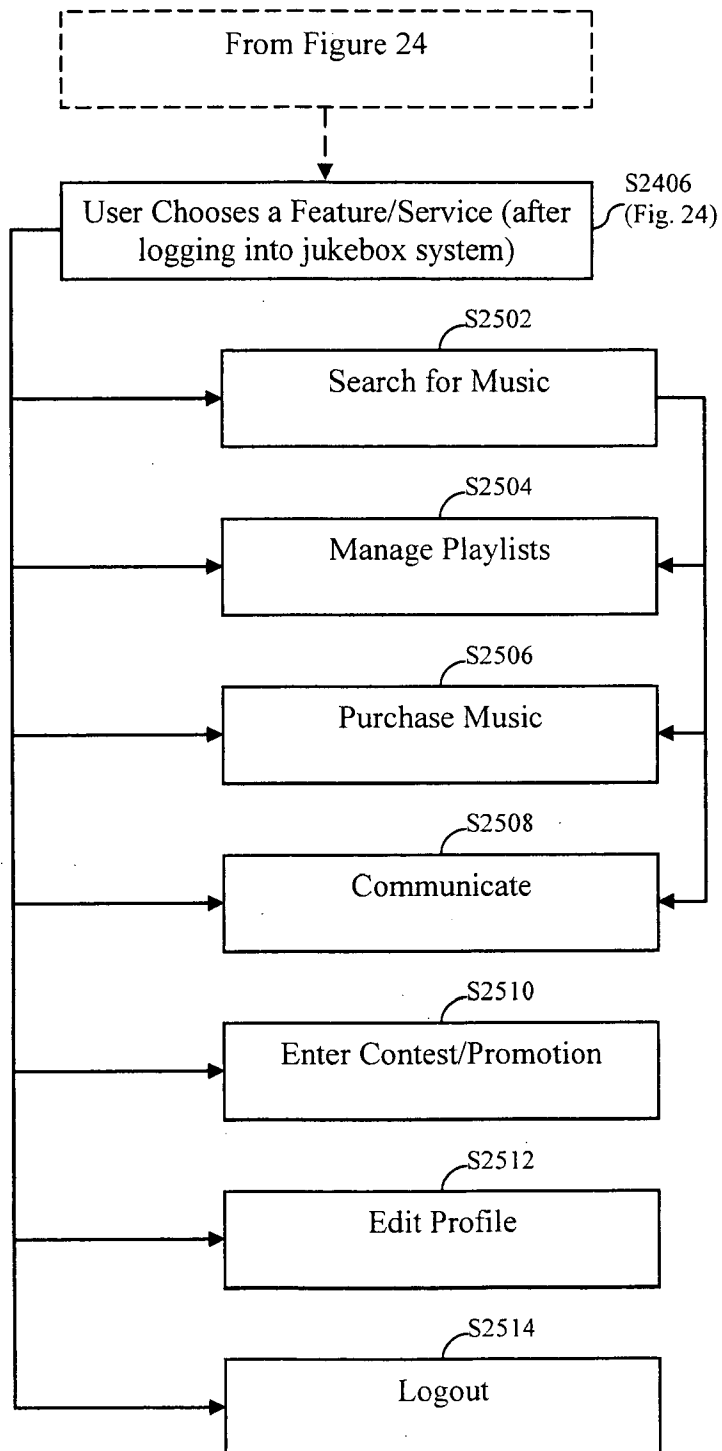 From Figure 24
User Chooses a Feature/Service (after
logging into jukebox system)
S2406
(Fig. 24)
S2502
Search for Music
S2504
Manage Playlists
S2506
Purchase Music
S2508
Communicate
S2510
Enter Contest/Promotion
S2512
Edit Profile
S2514
Logout